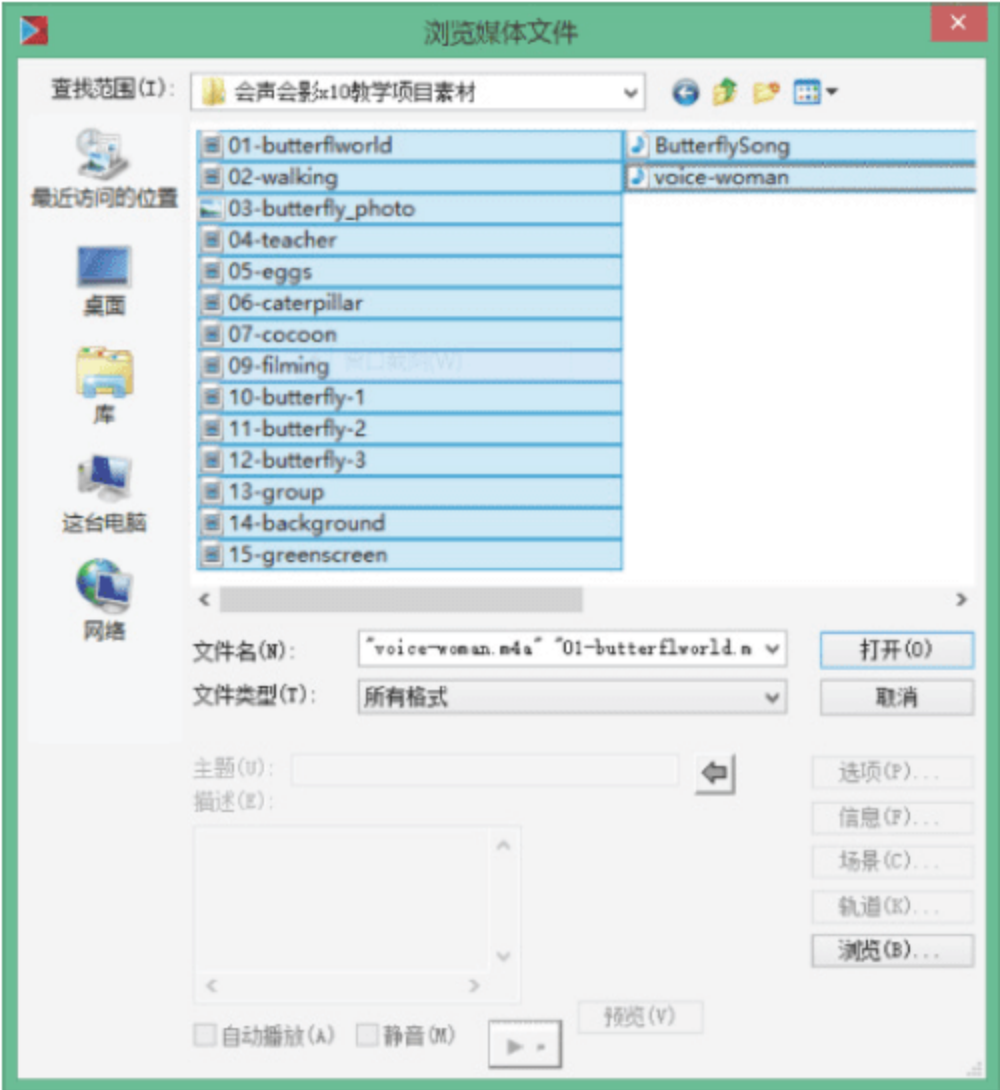 浏览媒体文件
查找范围(I):
会声会影x10教学项目素材
最近访问的位置
桌面
库
这台电脑
网络
01-butterflworld
02-walking
03-butterfly_photo
04-teacher
05-eggs
06-caterpillar
07-cocoon
09-filming
10-butterfly-1
11-butterfly-2
12-butterfly-3
13-group
14-background
15-greenscreen
ButterflySong
voice-woman
文件名(N):
"voice-woman.m4a" "01-butterflworld.m
打开(O)
文件类型(T):
所有格式
取消
主题(U):
描述(E):
选项(P)...
信息(F)...
场景(C)...
轨道(K)...
浏览(B)...
预览(V)
自动播放(A)
静音(M)